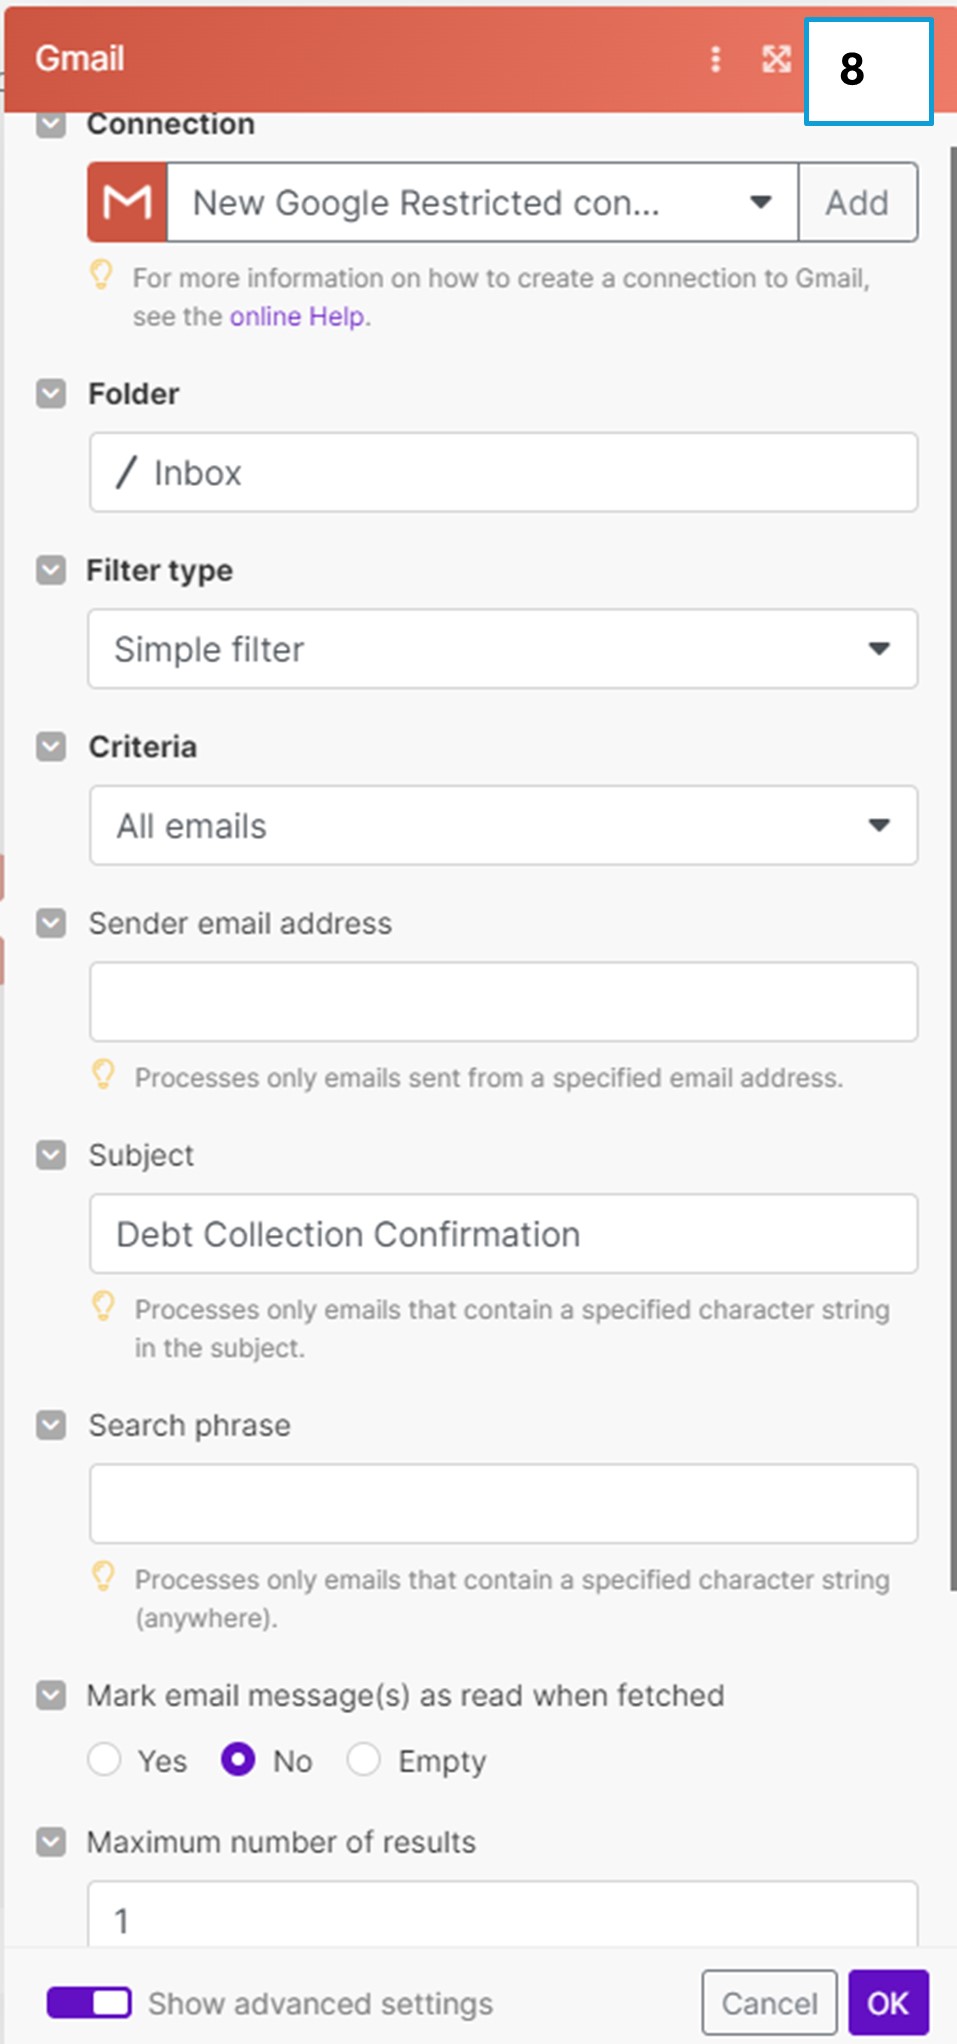 Gmail
8
Connection
New Google Restricted con...
Add
For more information on how to create a connection to Gmail,
see the online Help.
Folder
/ Inbox
Filter type
Simple filter
Criteria
All emails
Sender email address
Processes only emails sent from a specified email address.
Subject
Debt Collection Confirmation
Processes only emails that contain a specified character string
in the subject.
Search phrase
Processes only emails that contain a specified character string
(anywhere).
Mark email message(s) as read when fetched
Yes No Empty
Maximum number of results
1
Show advanced settings Cancel OK